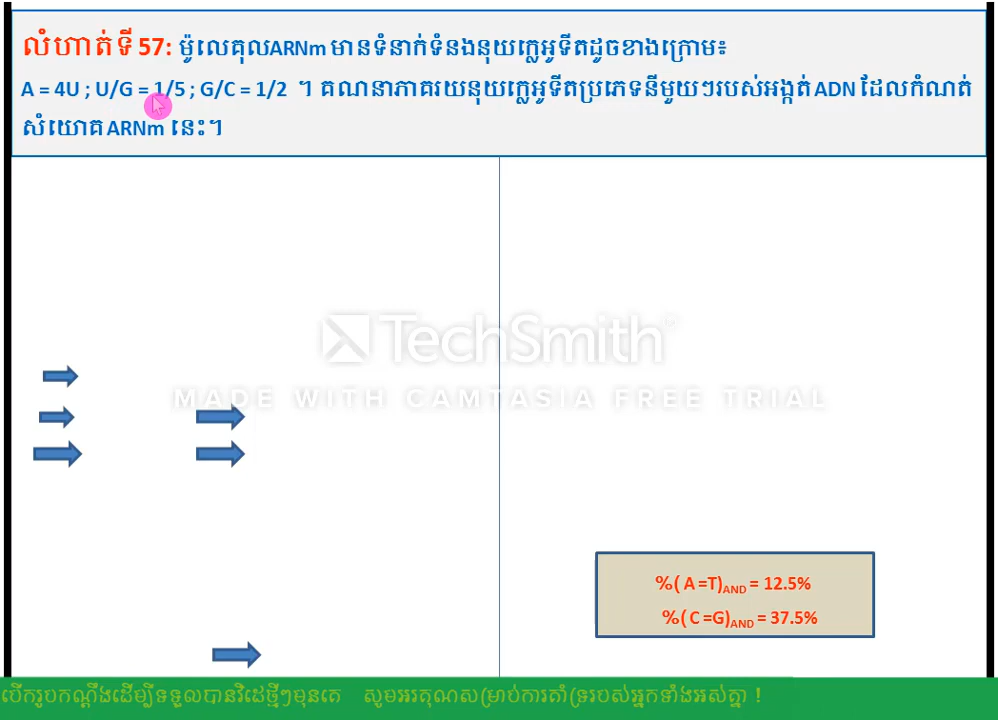 លំហាត់ទី 57: ម៉ូលេគុលARNm មានទំនាក់ទំនងនុយក្លេអូទីតដូចខាងក្រោម៖
A = 4U ; U/G = 1/5 ; G/C = 1/2 ។ គណនាភាគរយនុយក្លេអូទីតប្រភេទនីមួយៗរបស់អង្កត់ADN ដែលកំណត់
សំយោគARNm នេះ។
TechSmith®
MADE WITH CAMTASIA FREE TRIAL
%( A =T)AND = 12.5%
%( C =G)AND = 37.5%
បើករូបកណ្ដឹងដើម្បីទទួលបានវិដេថ្មីៗមុនគេ សូមអរគុណសម្រាប់ការគាំទ្ររបស់អ្នកទាំងអស់គ្នា !